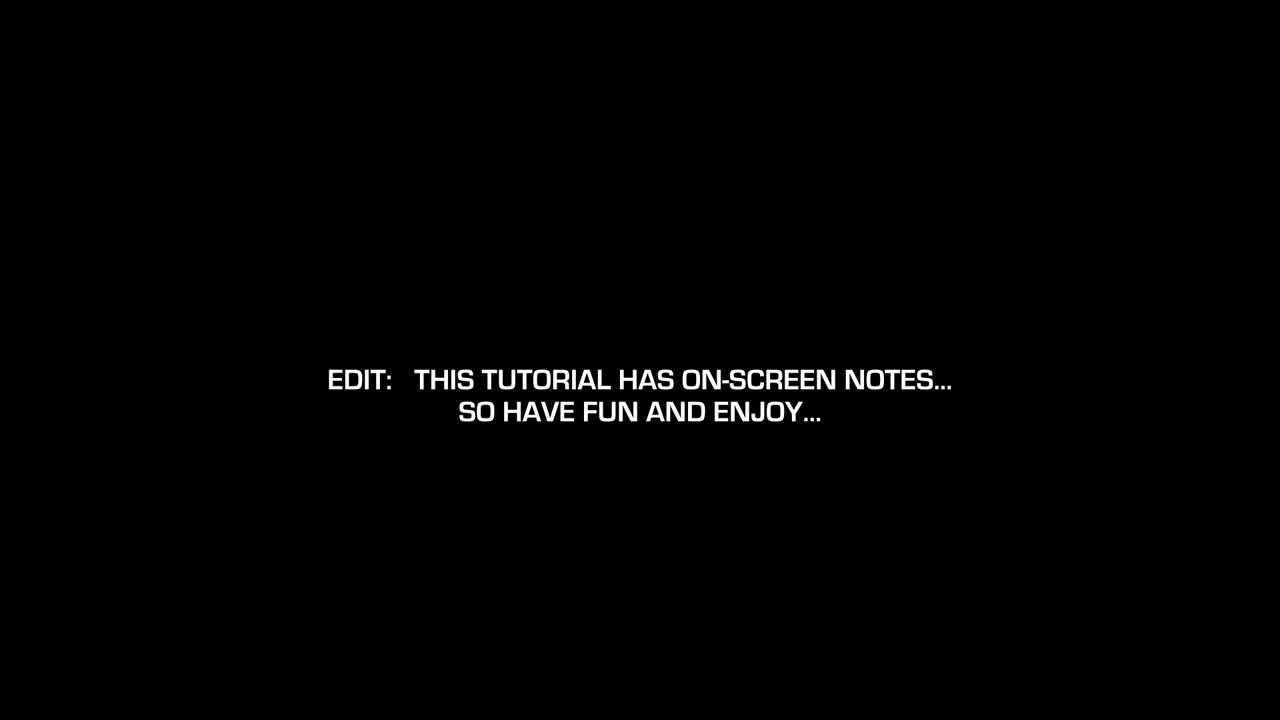 EDIT:   THIS TUTORIAL HAS ON-SCREEN NOTES...
SO HAVE FUN AND ENJOY...